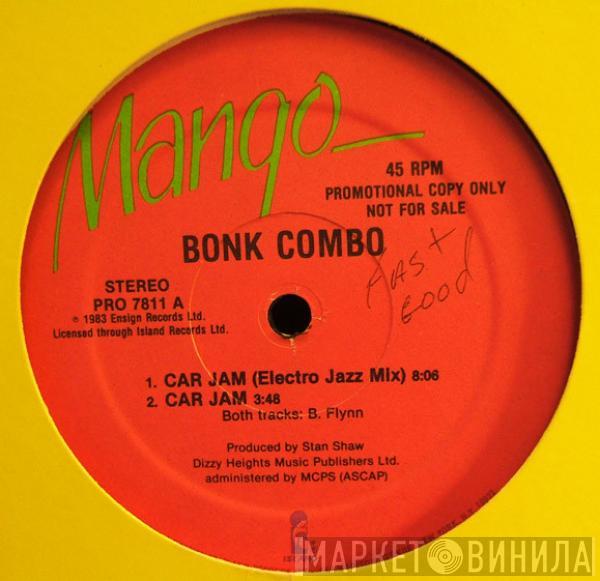 Mango
45 RPM
PROMOTIONAL COPY ONLY
NOT FOR SALE
BONK COMBO
Fast
Good
STEREO
PRO 7811 A
℗ 1983 Ensign Records Ltd.
Licensed through Island Records Ltd.
1. CAR JAM (Electro Jazz Mix) 8:06
2. CAR JAM 3:48
Both tracks: B. Flynn
Produced by Stan Shaw
Dizzy Heights Music Publishers Ltd.
administered by MCPS (ASCAP)
ISLAND
МАРКЕТОВИНИЛА